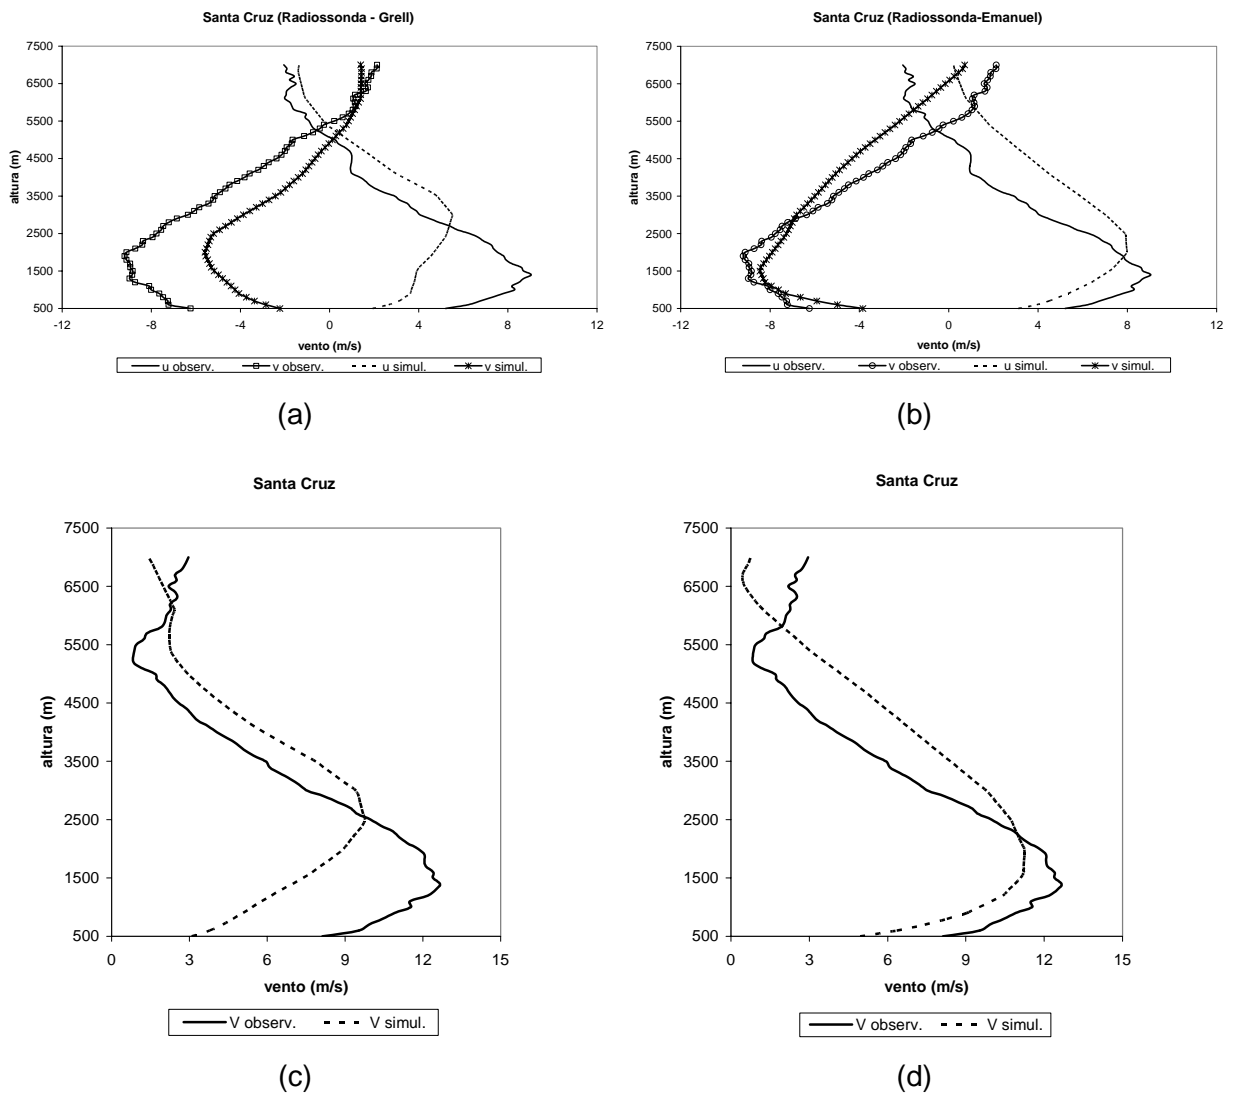 Santa Cruz (Radiossonda - Grell)
7500
6500
5500
4500
3500
2500
1500
500
altura (m)
-12 -8 -4 0 4 8 12
vento (m/s)
u observ. v observ. u simul. v simul.
(a)
Santa Cruz (Radiossonda-Emanuel)
7500
6500
5500
4500
3500
2500
1500
500
altura (m)
-12 -8 -4 0 4 8 12
vento (m/s)
u observ. v observ. u simul. v simul.
(b)
Santa Cruz
7500
6500
5500
4500
3500
2500
1500
500
altura (m)
0 3 6 9 12 15
vento (m/s)
V observ. V simul.
(c)
Santa Cruz
7500
6500
5500
4500
3500
2500
1500
500
altura (m)
0 3 6 9 12 15
vento (m/s)
V observ. V simul.
(d)